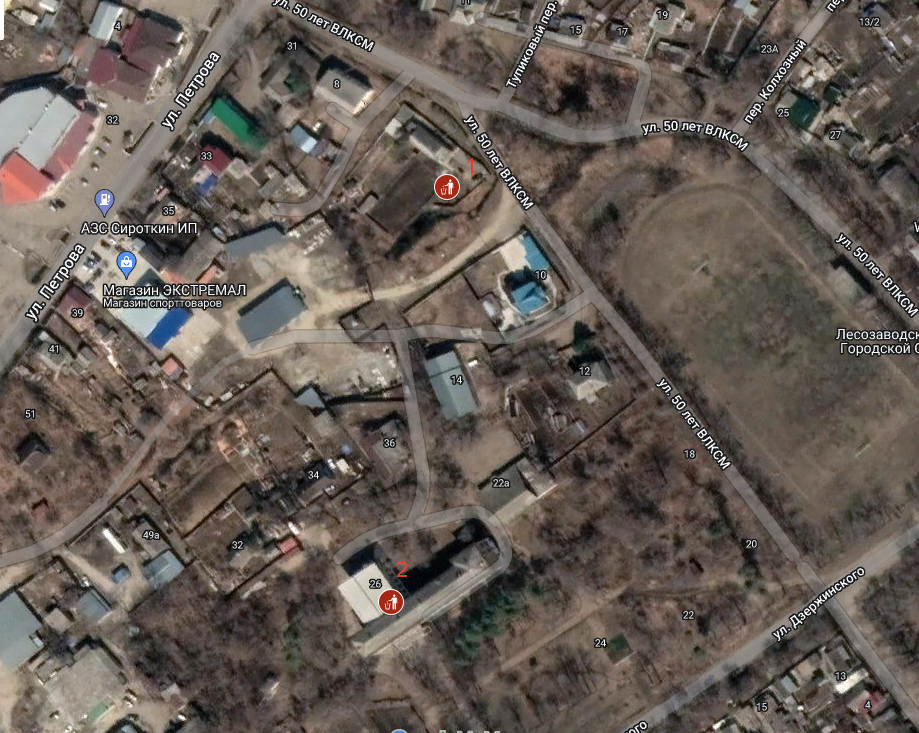 ул. 50 лет ВЛКСМ
4
31
11
15
17
19
13/2
23А
Тупиковый пер.
пер. Колхозный
ул. Петрова
8
32
33
25
27
ул. 50 лет ВЛКСМ
ул. 50 лет ВЛКСМ
1
35
АЗС Сироткин ИП
10
ул. 50 лет ВЛКСМ
ул. Петрова
Магазин ЭКСТРЕМАЛ
Магазин спорттоваров
39
41
Лесозаводск
Городской С
14
12
51
36
ул. 50 лет ВЛКСМ
18
34
22а
49а
32
20
2
26
ул. Дзержинского
22
24
13
15
4